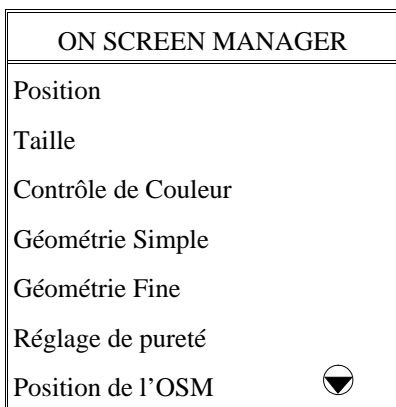 ON SCREEN MANAGER
Position
Taille
Contrôle de Couleur
Géométrie Simple
Géométrie Fine
Réglage de pureté
Position de l’OSM